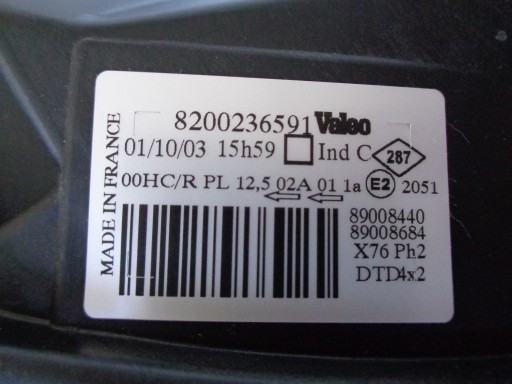 MADE IN FRANCE
8200236591 Valeo
01/10/03 15h59 Ind C 287
00HC/R PL 12,5 02A 01 1a E2 2051
89008440
89008684
X76 Ph2
DTD4x2